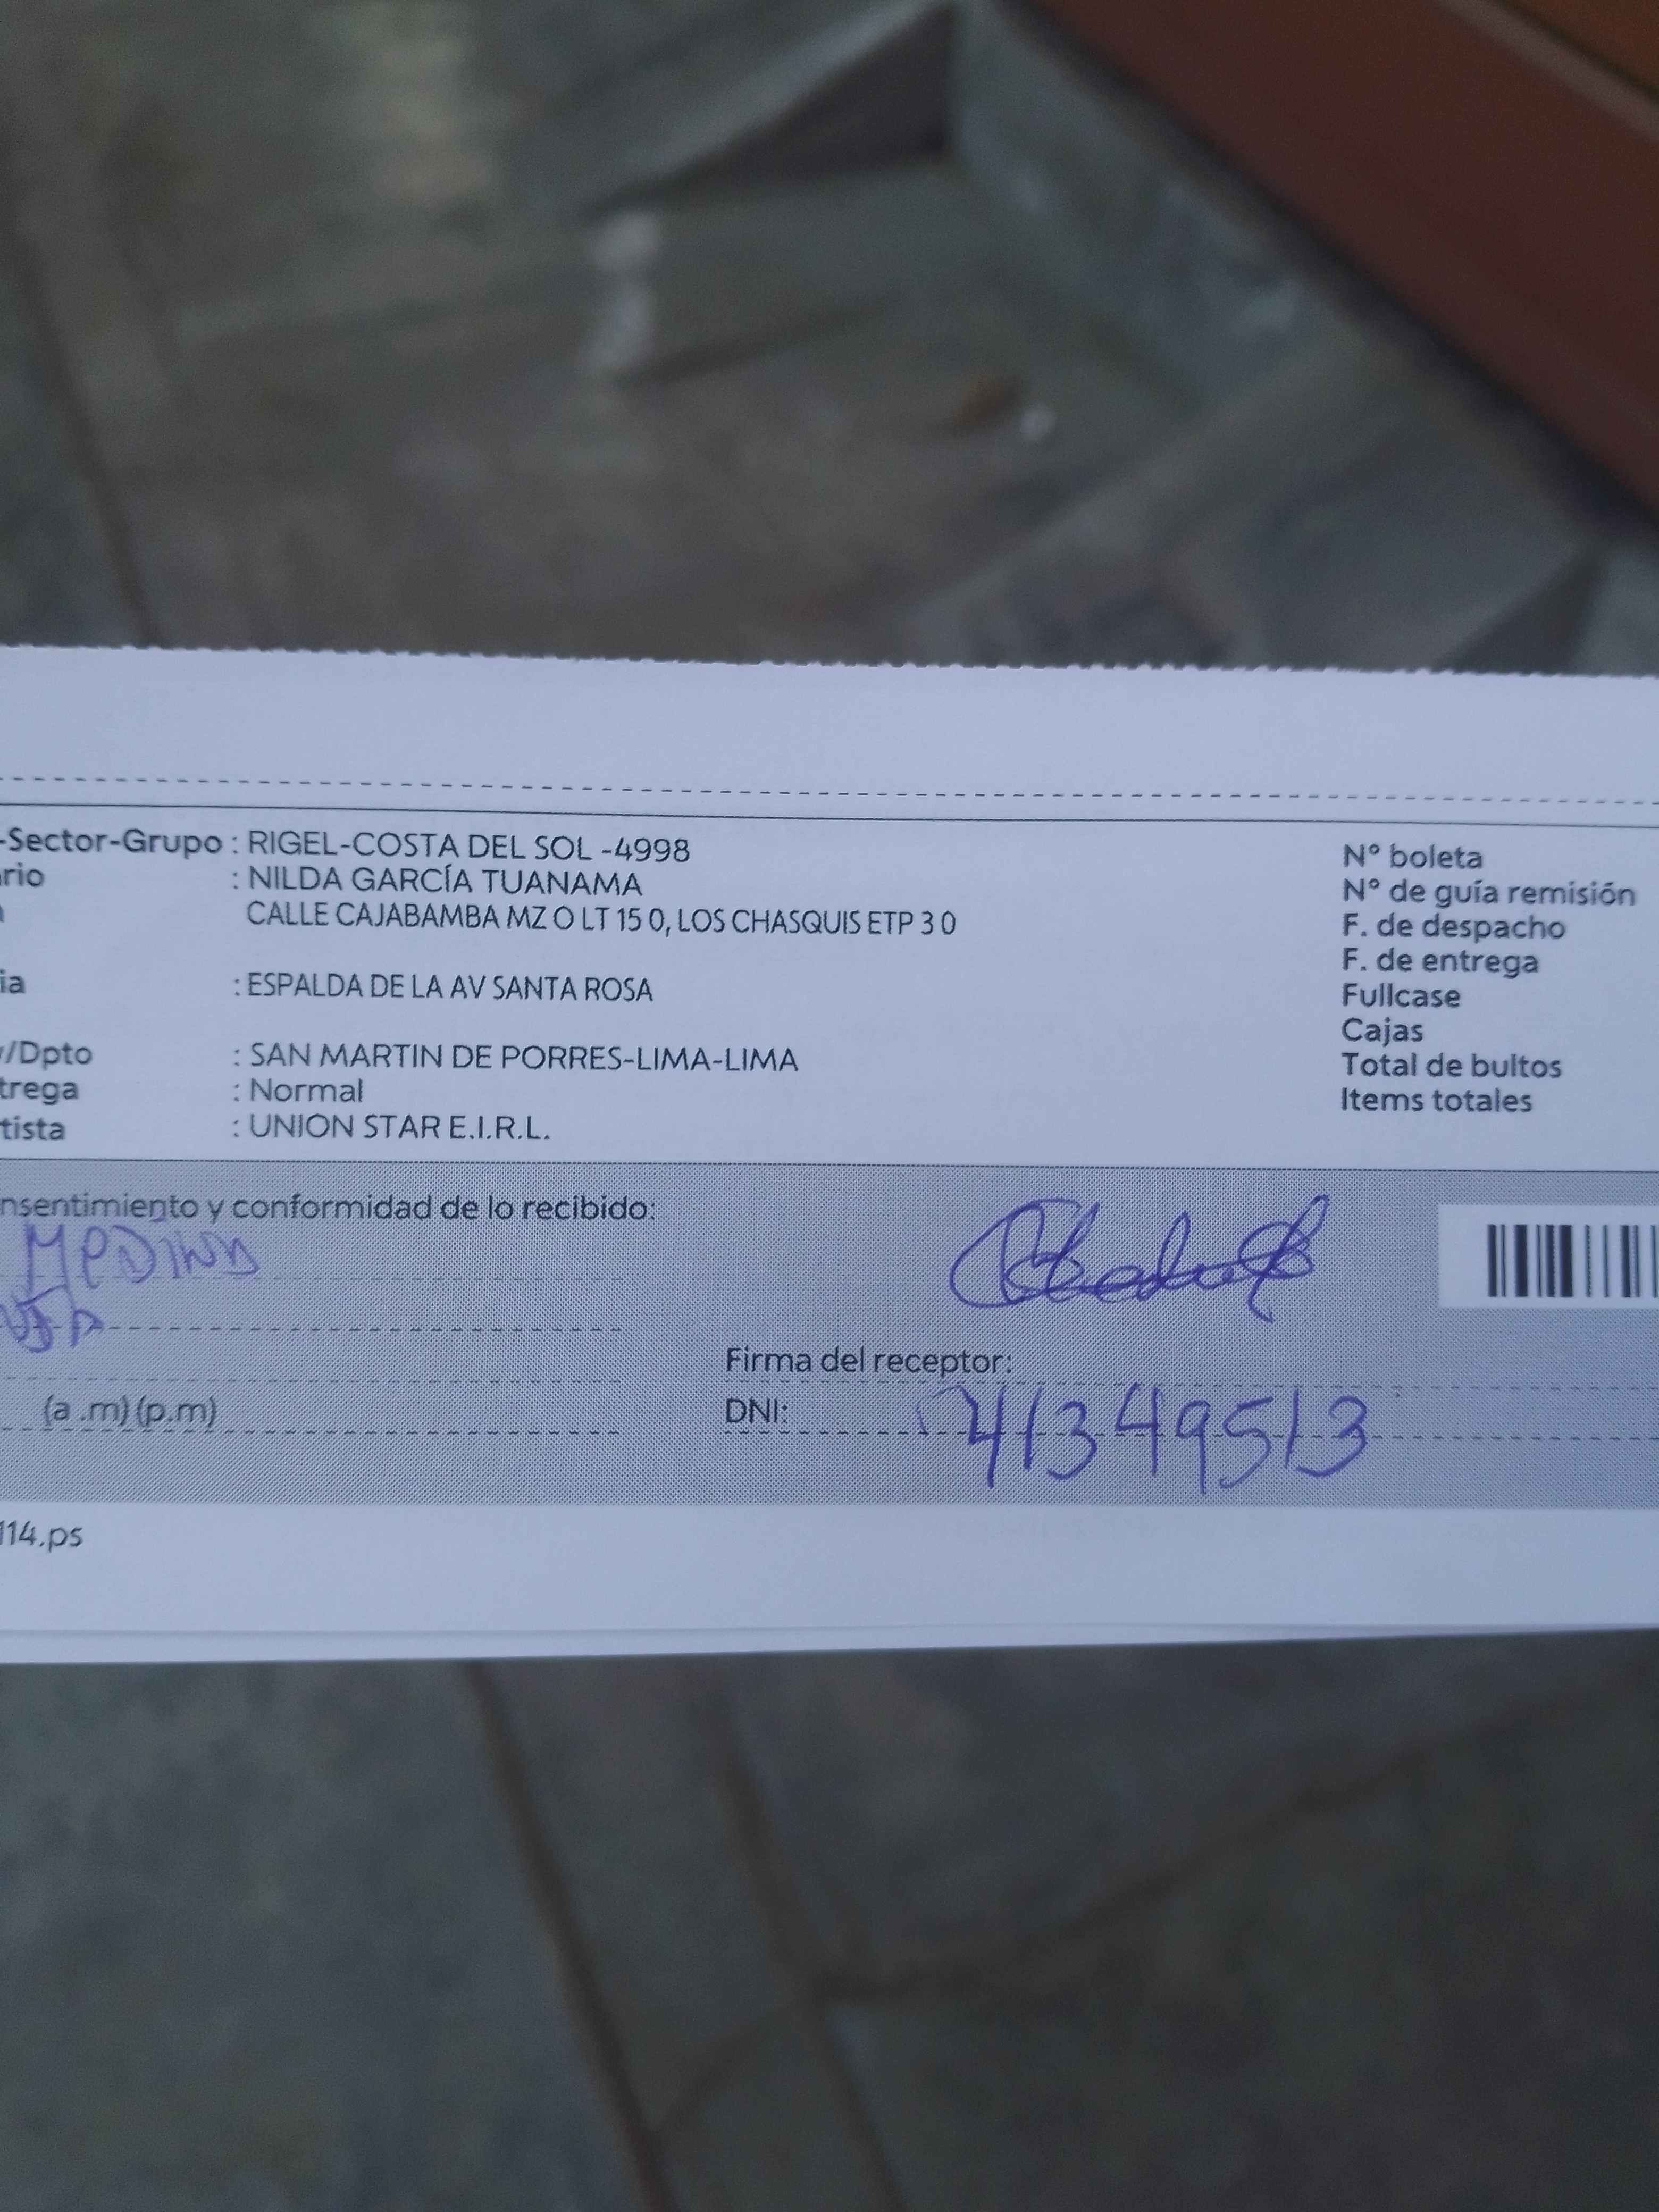 -Sector-Grupo : RIGEL-COSTA DEL SOL -4998
rio : NILDA GARCÍA TUANAMA
CALLE CAJABAMBA MZ O LT 15 0, LOS CHASQUIS ETP 3 0
ia : ESPALDA DE LA AV SANTA ROSA
/Dpto : SAN MARTIN DE PORRES-LIMA-LIMA
trega : Normal
tista : UNION STAR E.I.R.L.
N° boleta
N° de guía remisión
F. de despacho
F. de entrega
Fullcase
Cajas
Total de bultos
Items totales
nsentimiento y conformidad de lo recibido:
MEDINA
Firma del receptor:
(a .m) (p.m)
DNI: 41349513
114.ps